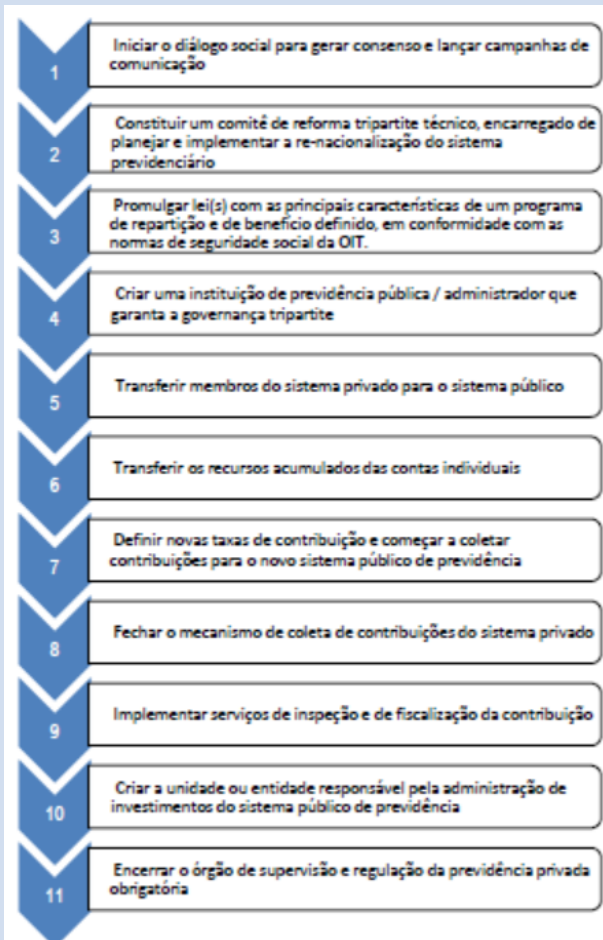 1
Iniciar o diálogo social para gerar consenso e lançar campanhas de
comunicação
2
Constituir um comitê de reforma tripartite técnico, encarregado de
planejar e implementar a re-nacionalização do sistema
previdenciário
3
Promulgar lei(s) com as principais características de um programa
de repartição e de benefício definido, em conformidade com as
normas de seguridade social da OIT.
4
Criar uma instituição de previdência pública / administrador que
garanta a governança tripartite
5
Transferir membros do sistema privado para o sistema público
6
Transferir os recursos acumulados das contas individuais
7
Definir novas taxas de contribuição e começar a coletar
contribuições para o novo sistema público de previdência
8
Fechar o mecanismo de coleta de contribuições do sistema privado
9
Implementar serviços de inspeção e de fiscalização da contribuição
10
Criar a unidade ou entidade responsável pela administração de
investimentos do sistema público de previdência
11
Encerrar o órgão de supervisão e regulação da previdência privada
obrigatória